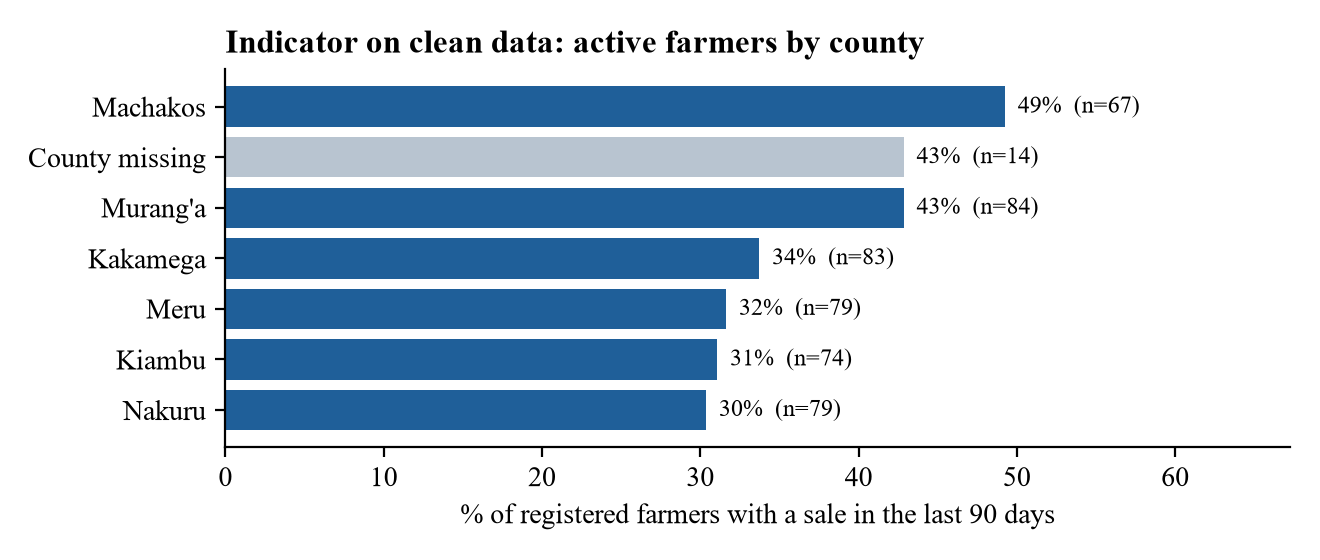 Indicator on clean data: active farmers by county
Machakos 49% (n=67)
County missing 43% (n=14)
Murang'a 43% (n=84)
Kakamega 34% (n=83)
Meru 32% (n=79)
Kiambu 31% (n=74)
Nakuru 30% (n=79)
0 10 20 30 40 50 60
% of registered farmers with a sale in the last 90 days